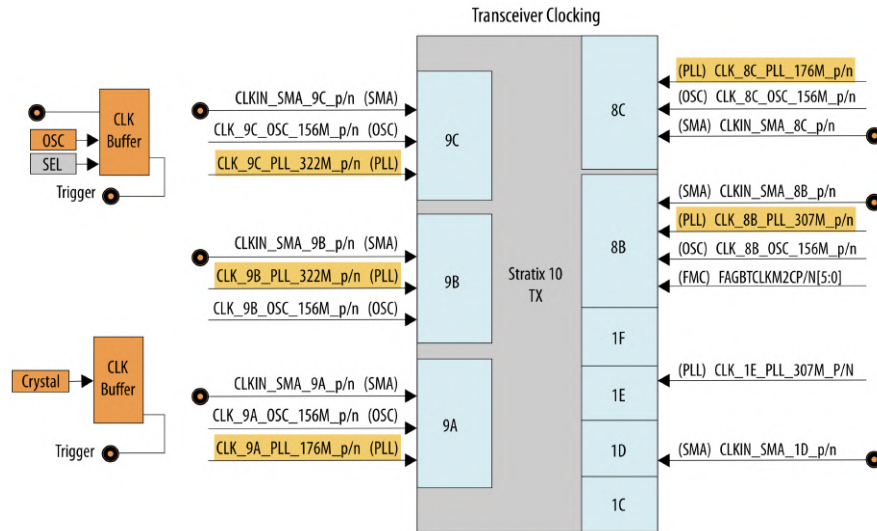 Transceiver Clocking
CLK
Buffer
OSC
SEL
Trigger
Crystal
CLK
Buffer
Trigger
CLKIN_SMA_9C_p/n (SMA)
CLK_9C_OSC_156M_p/n (OSC)
CLK_9C_PLL_322M_p/n (PLL)
9C
CLKIN_SMA_9B_p/n (SMA)
CLK_9B_PLL_322M_p/n (PLL)
CLK_9B_OSC_156M_p/n (OSC)
9B
CLKIN_SMA_9A_p/n (SMA)
CLK_9A_OSC_156M_p/n (OSC)
CLK_9A_PLL_176M_p/n (PLL)
9A
Stratix 10
TX
8C
(PLL) CLK_8C_PLL_176M_p/n
(OSC) CLK_8C_OSC_156M_p/n
(SMA) CLKIN_SMA_8C_p/n
8B
(SMA) CLKIN_SMA_8B_p/n
(PLL) CLK_8B_PLL_307M_p/n
(OSC) CLK_8B_OSC_156M_p/n
(FMC) FAGBTCLKM2CP/N[5:0]
1F
1E
(PLL) CLK_1E_PLL_307M_P/N
1D
(SMA) CLKIN_SMA_1D_p/n
1C